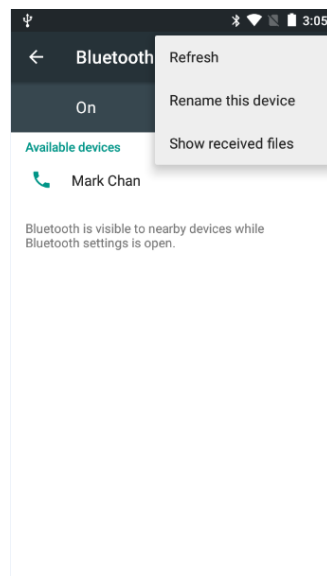 3:05
Bluetooth
Refresh
On
Rename this device
Show received files
Available devices
Mark Chan
Bluetooth is visible to nearby devices while
Bluetooth settings is open.